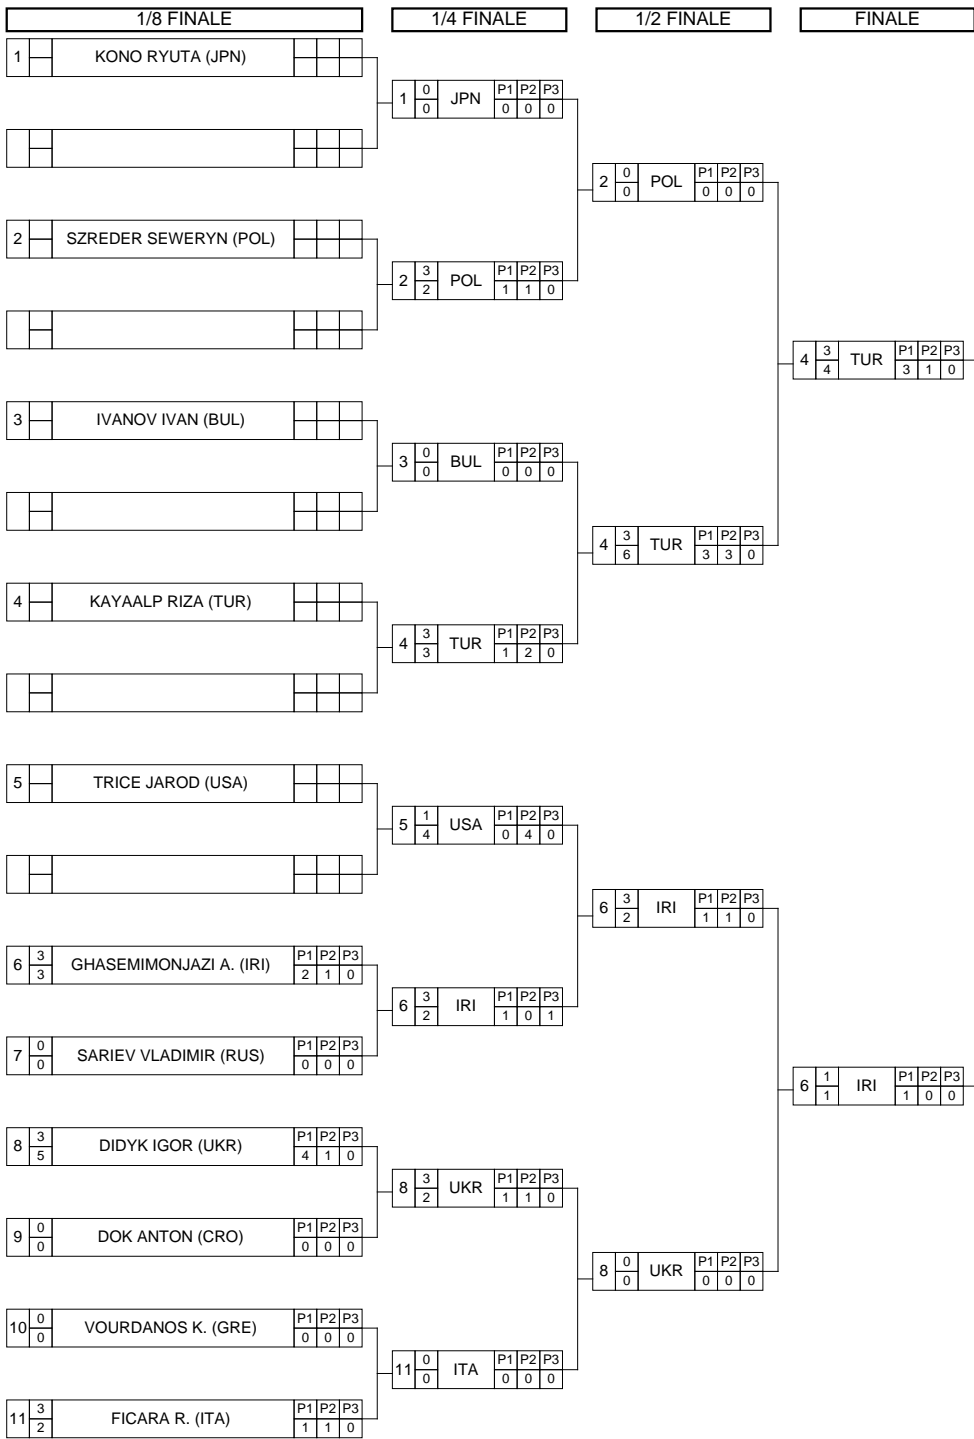 1/8 FINALE 1/4 FINALE 1/2 FINALE FINALE
1 KONO RYUTA (JPN)
1 0 0 JPN P1 P2 P3 0 0 0
2 0 0 POL P1 P2 P3 0 0 0
2 SZREDER SEWERYN (POL)
2 3 2 POL P1 P2 P3 1 1 0
4 3 4 TUR P1 P2 P3 3 1 0
3 IVANOV IVAN (BUL)
3 0 0 BUL P1 P2 P3 0 0 0
4 3 6 TUR P1 P2 P3 3 3 0
4 KAYAALP RIZA (TUR)
4 3 3 TUR P1 P2 P3 1 2 0
5 TRICE JAROD (USA)
5 1 4 USA P1 P2 P3 0 4 0
6 3 2 IRI P1 P2 P3 1 1 0
6 3 3 GHASEMIMONJAZI A. (IRI) P1 P2 P3 2 1 0
6 3 2 IRI P1 P2 P3 1 0 1
7 0 0 SARIEV VLADIMIR (RUS) P1 P2 P3 0 0 0
6 1 1 IRI P1 P2 P3 1 0 0
8 3 5 DIDYK IGOR (UKR) P1 P2 P3 4 1 0
8 3 2 UKR P1 P2 P3 1 1 0
9 0 0 DOK ANTON (CRO) P1 P2 P3 0 0 0
8 0 0 UKR P1 P2 P3 0 0 0
10 0 0 VOURDANOS K. (GRE) P1 P2 P3 0 0 0
11 0 0 ITA P1 P2 P3 0 0 0
11 3 2 FICARA R. (ITA) P1 P2 P3 1 1 0